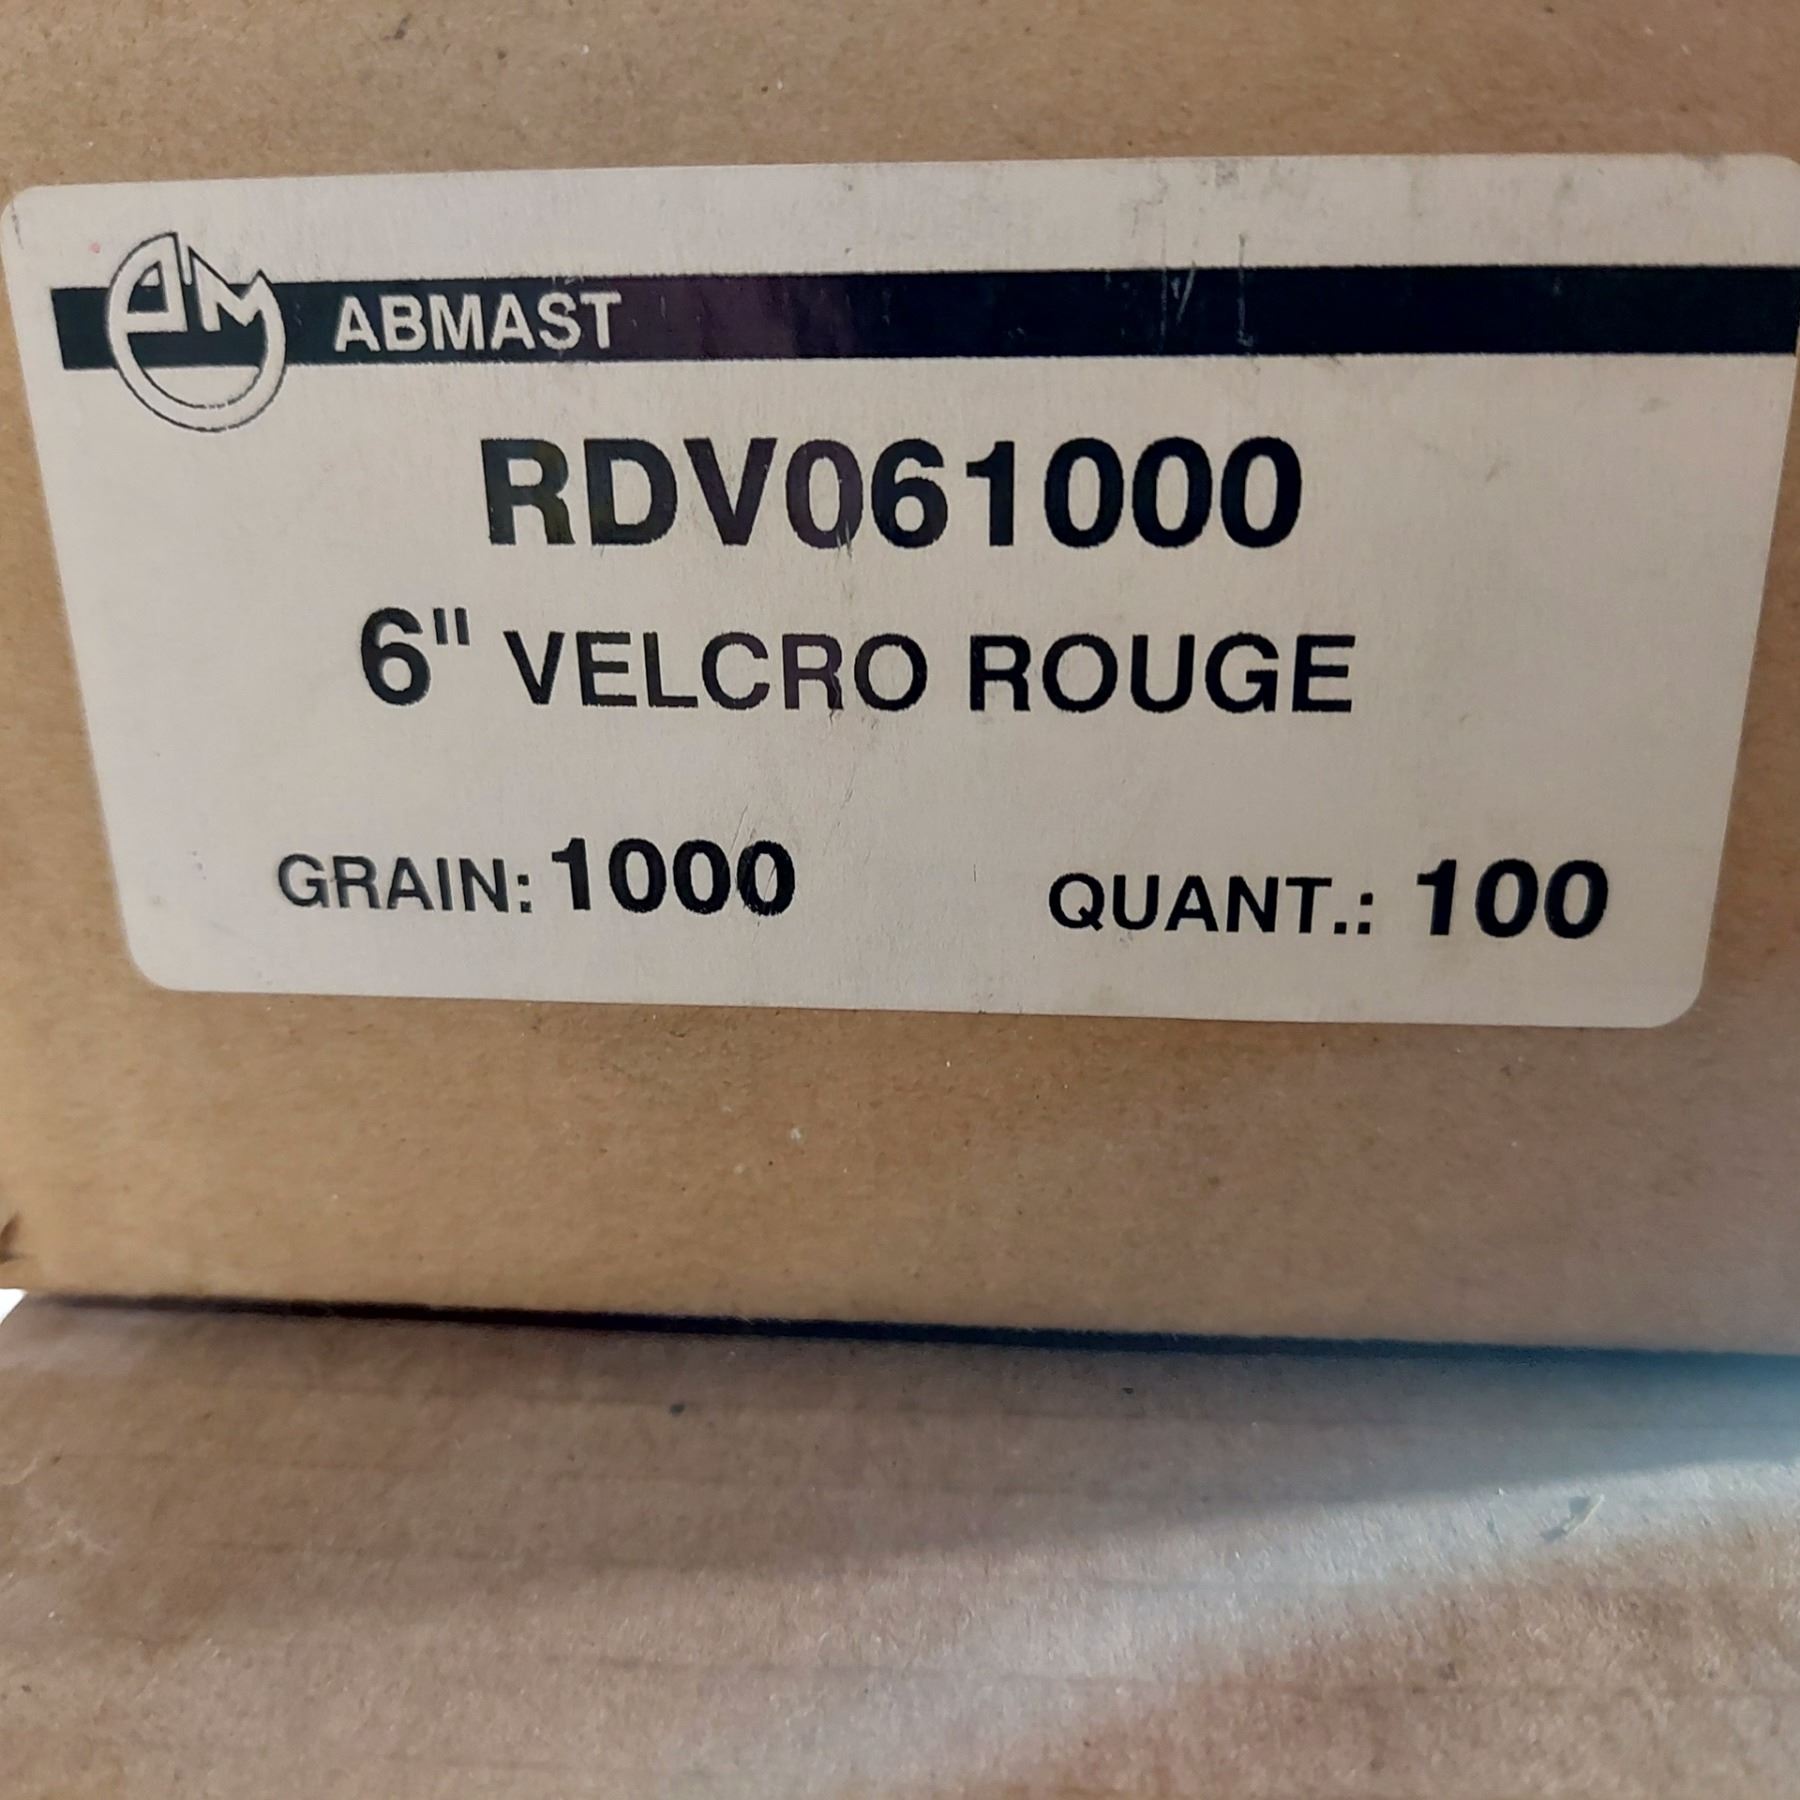 ABMAST
RDV061000
6" VELCRO ROUGE
GRAIN: 1000 QUANT.: 100